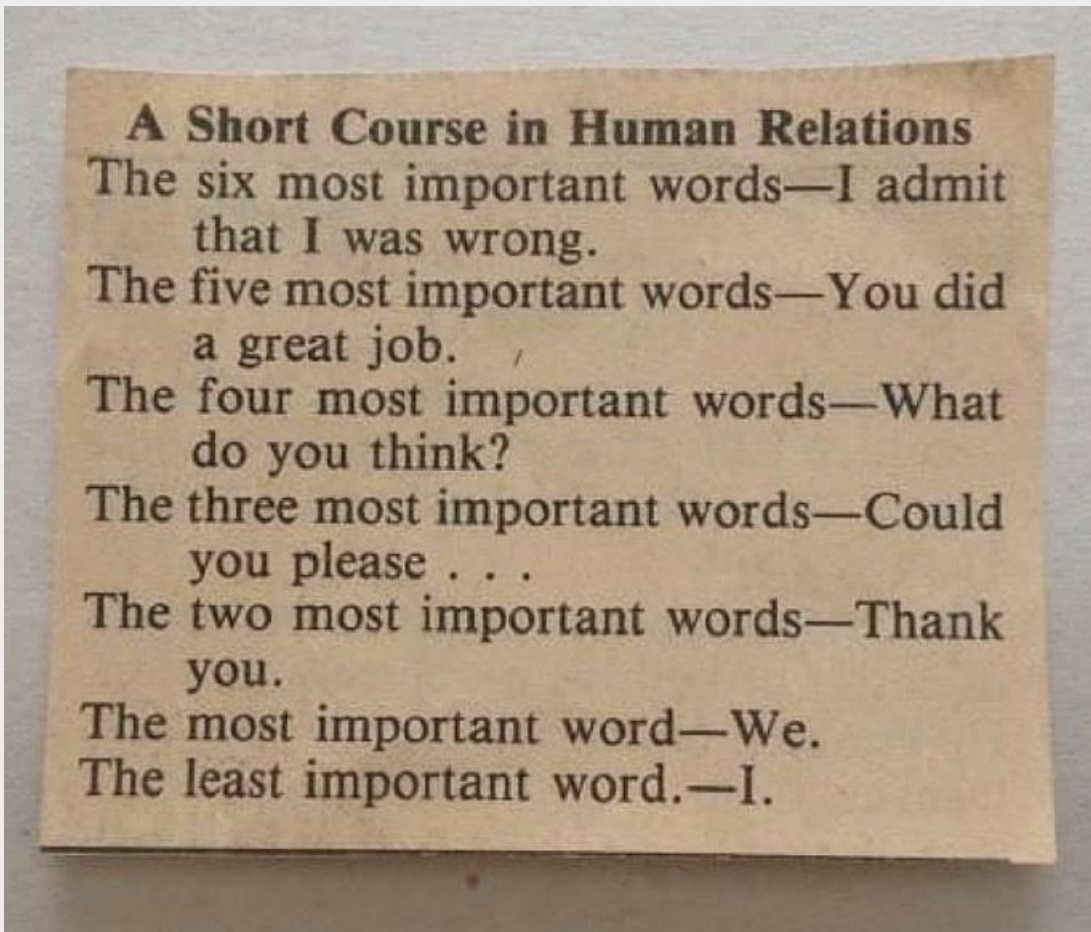 A Short Course in Human Relations
The six most important words—I admit
that I was wrong.
The five most important words—You did
a great job.
The four most important words—What
do you think?
The three most important words—Could
you please . . .
The two most important words—Thank
you.
The most important word—We.
The least important word.—I.